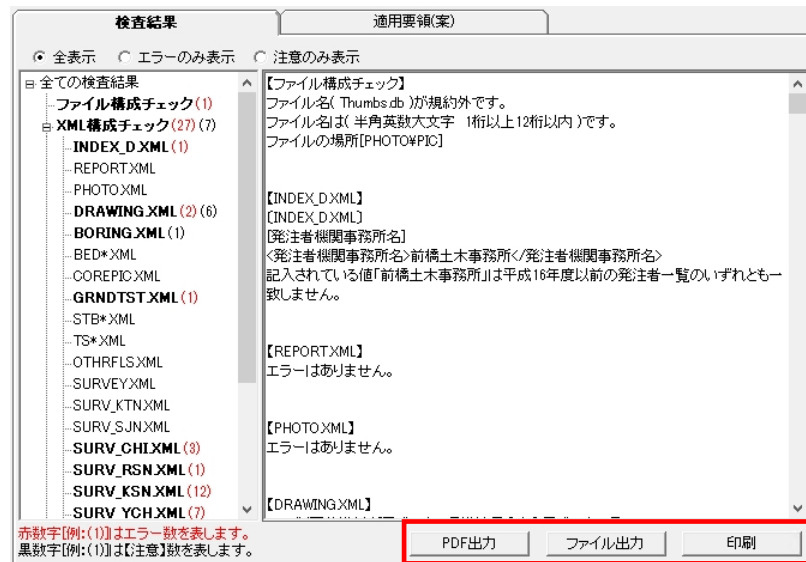 検査結果
適用要領(案)
全表示 エラーのみ表示 注意のみ表示
全ての検査結果
ファイル構成チェック(1)
XML構成チェック(27)(7)
INDEX_D.XML(1)
REPORT.XML
PHOTO.XML
DRAWING.XML(2)(6)
BORING.XML(1)
BED*.XML
COREPIC.XML
GRNDTST.XML(1)
STB*.XML
TS*.XML
OTHRFLS.XML
SURVEY.XML
SURV_KTN.XML
SURV_SJN.XML
SURV_CHI.XML(3)
SURV_RSN.XML(1)
SURV_KSN.XML(12)
SURV_YCH.XML(7)
【ファイル構成チェック】
ファイル名( Thumbs.db )が規約外です。
ファイル名は( 半角英数大文字 1桁以上12桁以内 )です。
ファイルの場所[PHOTO¥PIC]
【INDEX_D.XML】
[INDEX_D.XML]
[発注者機関事務所名]
<発注者機関事務所名>前橋土木事務所</発注者機関事務所名>
記入されている値「前橋土木事務所」は平成16年度以前の発注者一覧のいずれとも一
致しません。
【REPORT.XML】
エラーはありません。
【PHOTO.XML】
エラーはありません。
【DRAWING.XML】
赤数字[例:(1)]はエラー数を表します。
黒数字[例:(1)]は【注意】数を表します。
PDF出力 ファイル出力 印刷